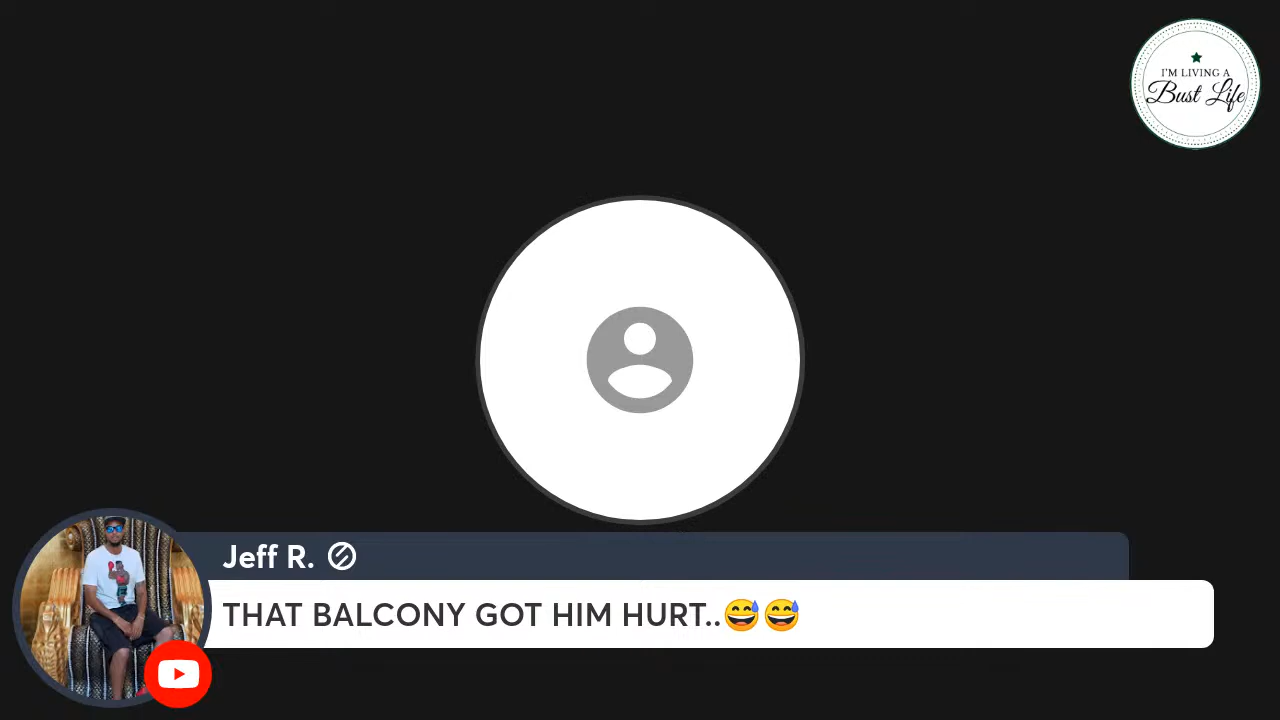 I'M LIVING A
Bust Life
Jeff R.
THAT BALCONY GOT HIM HURT..😅😅